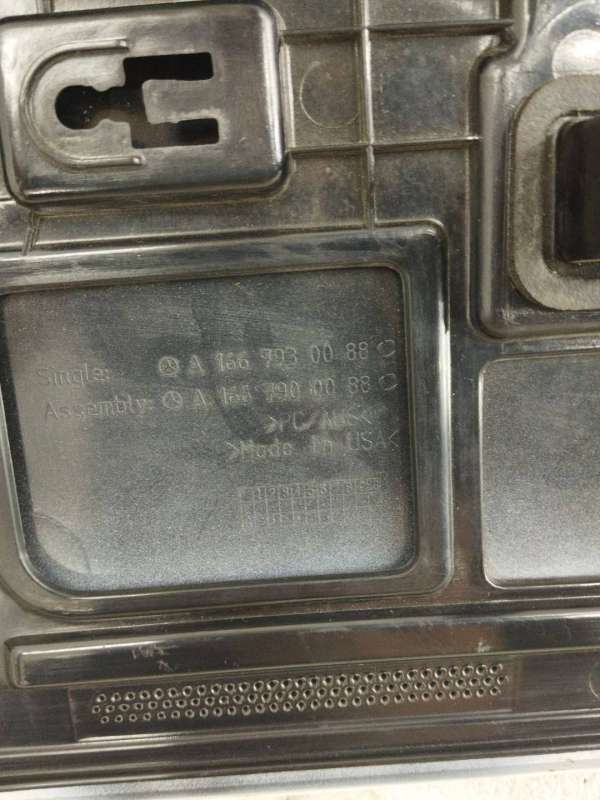 Single: A 166 793 00 88
Assembly: A 166 790 00 88
>PC/ABS<
>Made in USA<